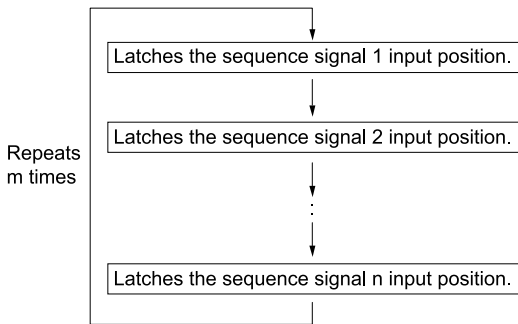 Latches the sequence signal 1 input position.
Latches the sequence signal 2 input position.
Repeats
m times
Latches the sequence signal n input position.